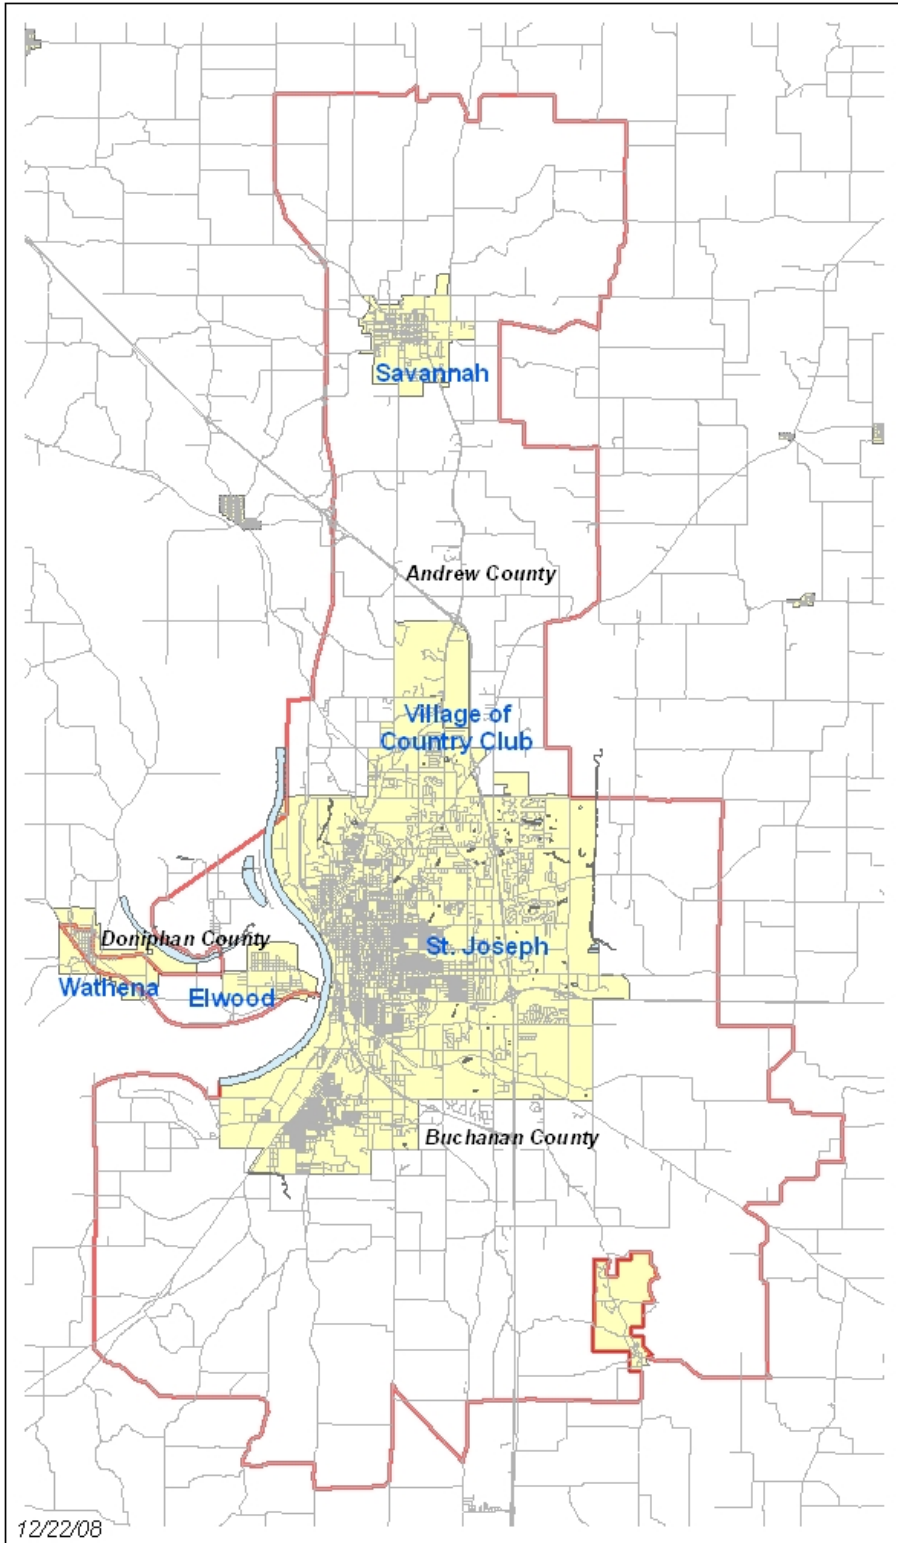 Savannah
Andrew County
Village of
Country Club
Doniphan County
St. Joseph
Wathena
Elwood
Buchanan County
12/22/08